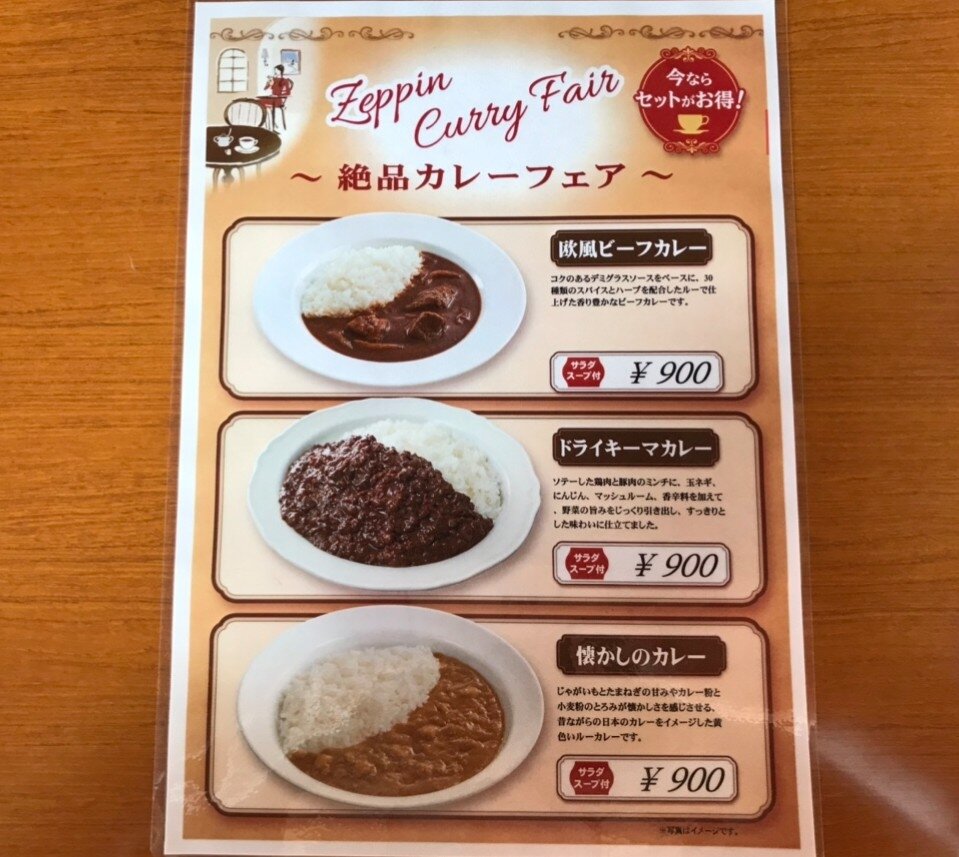 Zeppin
Curry Fair
今なら
セットがお得!
～ 絶品カレーフェア ～
欧風ビーフカレー
コクのあるデミグラスソースをベースに、30
種類のスパイスとハーブを配合したルーで仕
上げた香り豊かなビーフカレーです。
サラダ
スープ付
¥ 900
ドライキーマカレー
ソテーした鶏肉と豚肉のミンチに、玉ネギ、
にんじん、マッシュルーム、香辛料を加えて
、野菜の旨みをじっくり引き出し、すっきりと
した味わいに仕立てました。
サラダ
スープ付
¥ 900
懐かしのカレー
じゃがいもとたまねぎの甘みやカレー粉と
小麦粉のとろみが懐かしさを感じさせる、
昔ながらの日本のカレーをイメージした黄
色いルーカレーです。
サラダ
スープ付
¥ 900
※写真はイメージです。